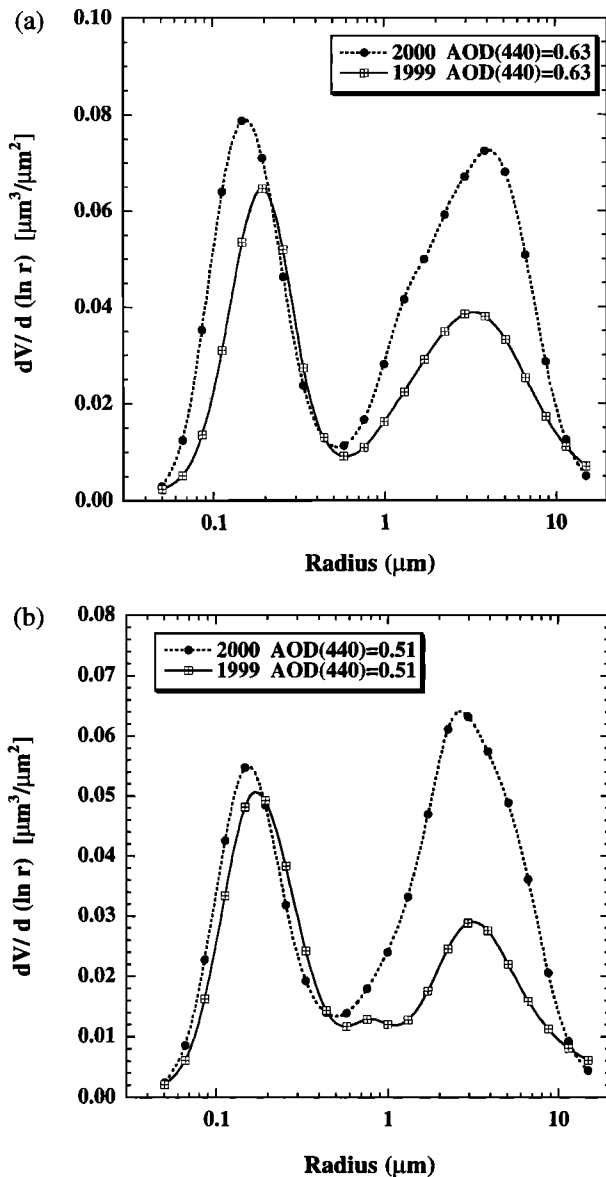 (a)
0.10
2000 AOD(440)=0.63
1999 AOD(440)=0.63
0.08
0.06
0.04
0.02
0.00
dV/ d (ln r) [µm³/µm²]
0.1 1 10
Radius (µm)
(b)
0.08
2000 AOD(440)=0.51
1999 AOD(440)=0.51
0.07
0.06
0.05
0.04
0.03
0.02
0.01
0.00
dV/ d (ln r) [µm³/µm²]
0.1 1 10
Radius (µm)